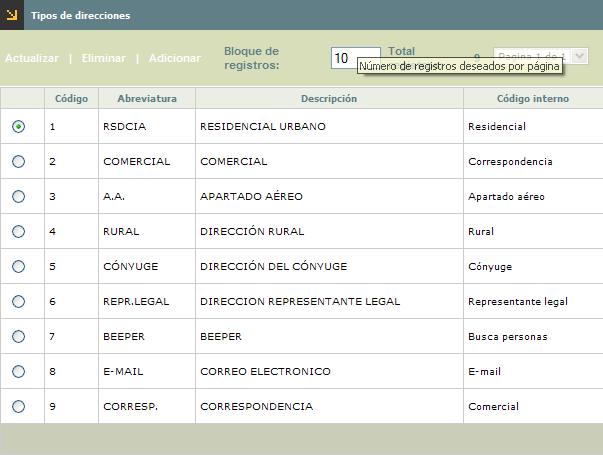 Tipos de direcciones
Actualizar | Eliminar | Adicionar Bloque de registros: 10 Total 9 Pagina 1 de 1
Número de registros deseados por página
Código Abreviatura Descripción Código interno
1 RSDCIA RESIDENCIAL URBANO Residencial
2 COMERCIAL COMERCIAL Correspondencia
3 A.A. APARTADO AÉREO Apartado aéreo
4 RURAL DIRECCIÓN RURAL Rural
5 CÓNYUGE DIRECCIÓN DEL CÓNYUGE Cónyuge
6 REPR.LEGAL DIRECCION REPRESENTANTE LEGAL Representante legal
7 BEEPER BEEPER Busca personas
8 E-MAIL CORREO ELECTRONICO E-mail
9 CORRESP. CORRESPONDENCIA Comercial